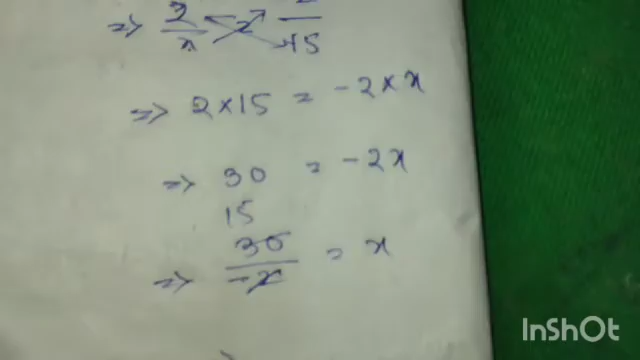 ⇒ 2/x = 2/15
⇒ 2×15 = -2×x
⇒ 30 = -2x
15
⇒ 30/-2 = x
InShOt